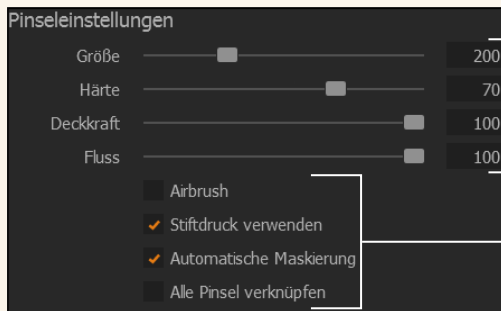 Pinseleinstellungen
Größe 200
Härte 70
Deckkraft 100
Fluss 100
Airbrush
Stiftdruck verwenden
Automatische Maskierung
Alle Pinsel verknüpfen